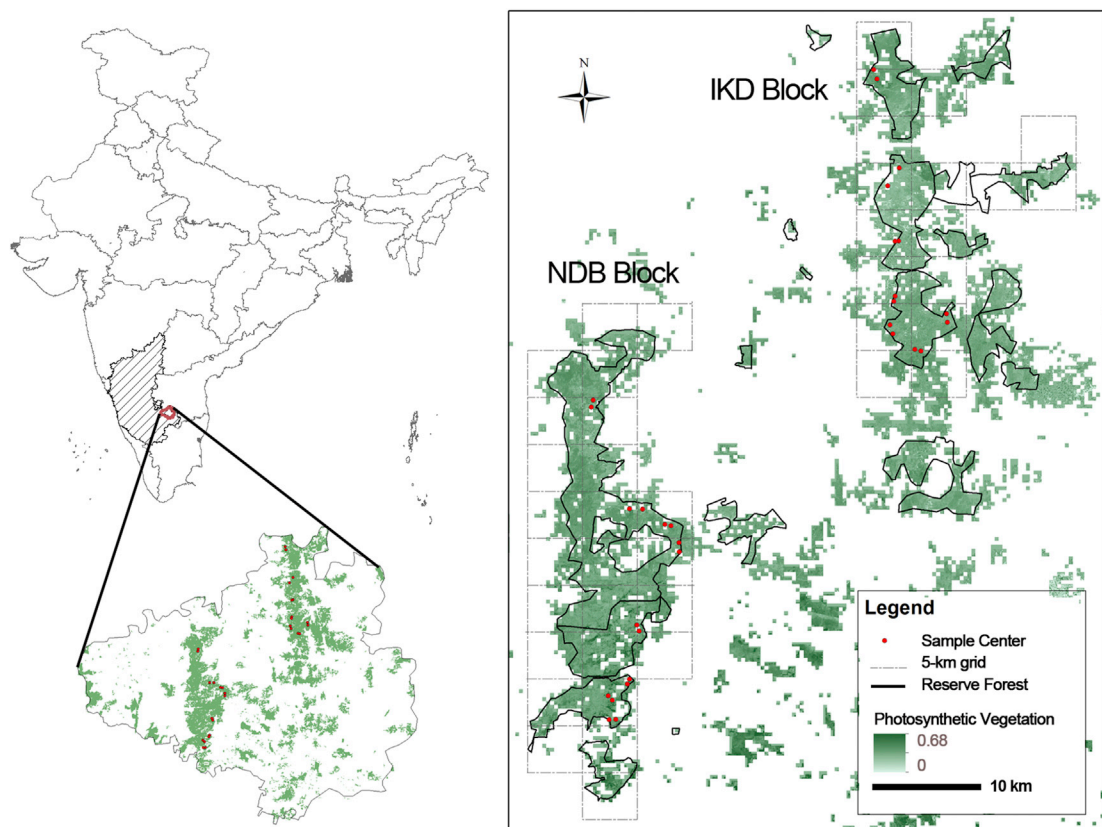 N
IKD Block
NDB Block
Legend
Sample Center
5-km grid
Reserve Forest
Photosynthetic Vegetation
0.68
0
10 km